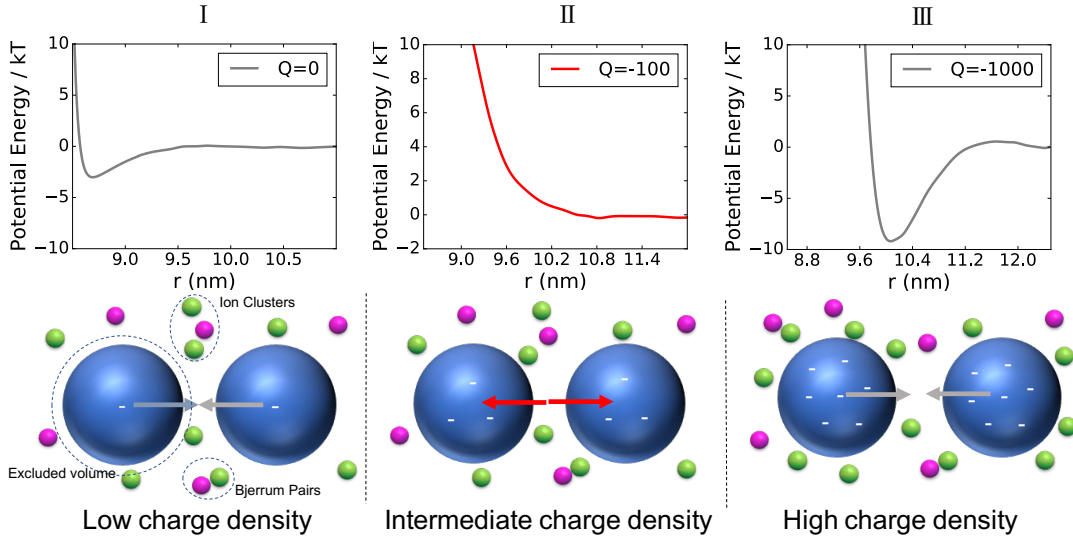 I
II
III
Potential Energy / kT
10
5
0
−5
−10
Q=0
9.0 9.5 10.0 10.5
r (nm)
Potential Energy / kT
10
8
6
4
2
0
−2
Q=-100
9.0 9.6 10.2 10.8 11.4
r (nm)
Potential Energy / kT
10
5
0
−5
−10
Q=-1000
8.8 9.6 10.4 11.2 12.0
r (nm)
Ion Clusters
Excluded volume
Bjerrum Pairs
Low charge density
Intermediate charge density
High charge density